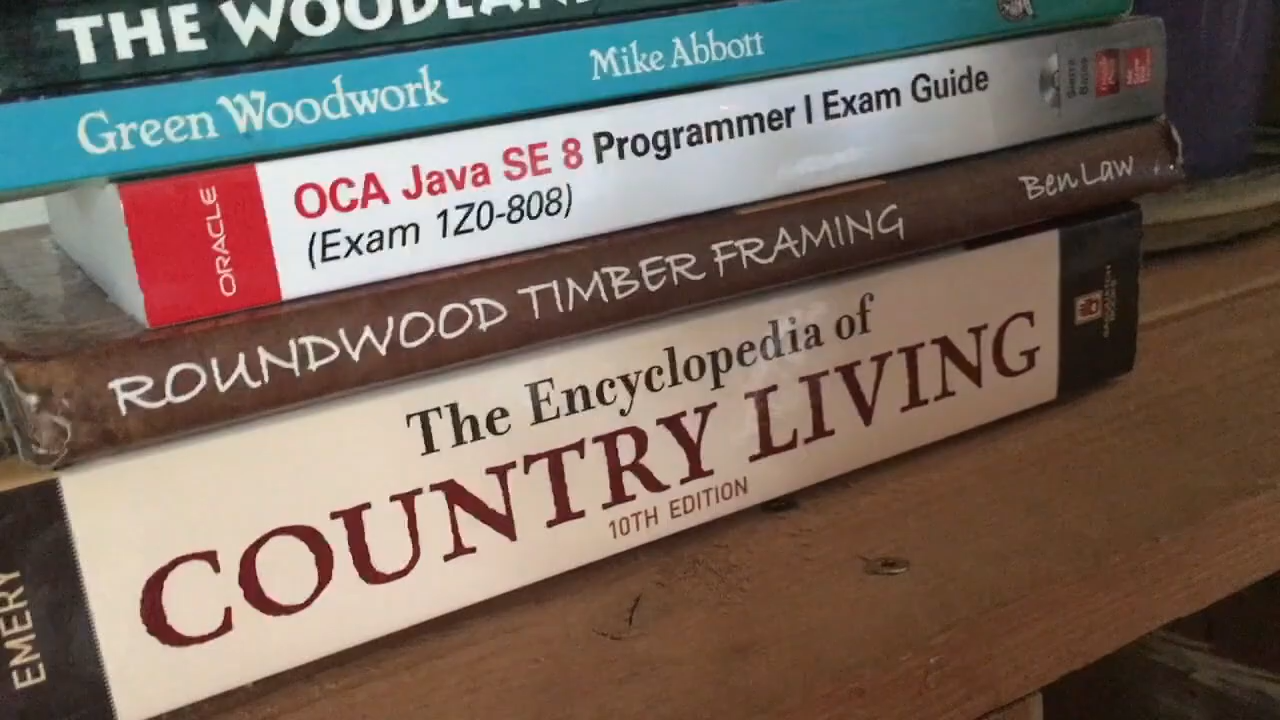 THE WOODLAN
Green Woodwork Mike Abbott
ORACLE
OCA Java SE 8 Programmer I Exam Guide
(Exam 1Z0-808)
ROUNDWOOD TIMBER FRAMING Ben Law
EMERY
The Encyclopedia of
COUNTRY LIVING
10TH EDITION